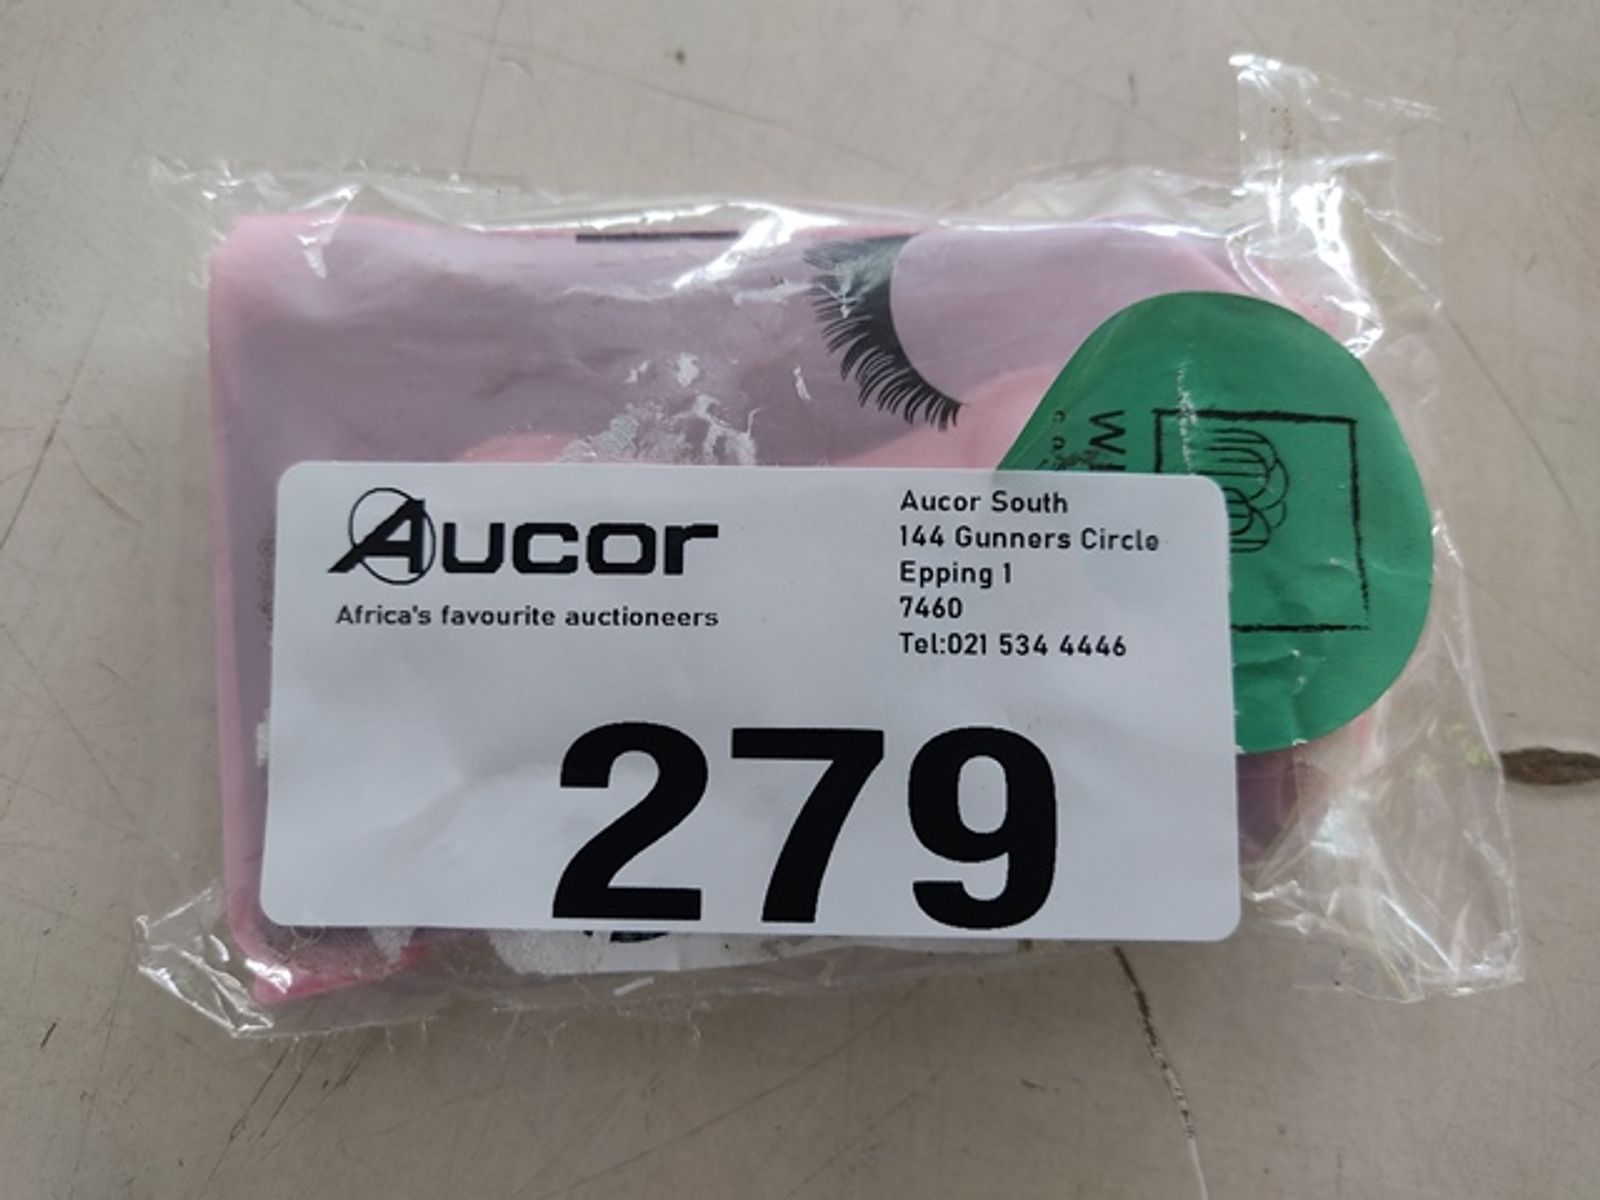 Aucor
Africa's favourite auctioneers
Aucor South
144 Gunners Circle
Epping 1
7460
Tel:021 534 4446
279